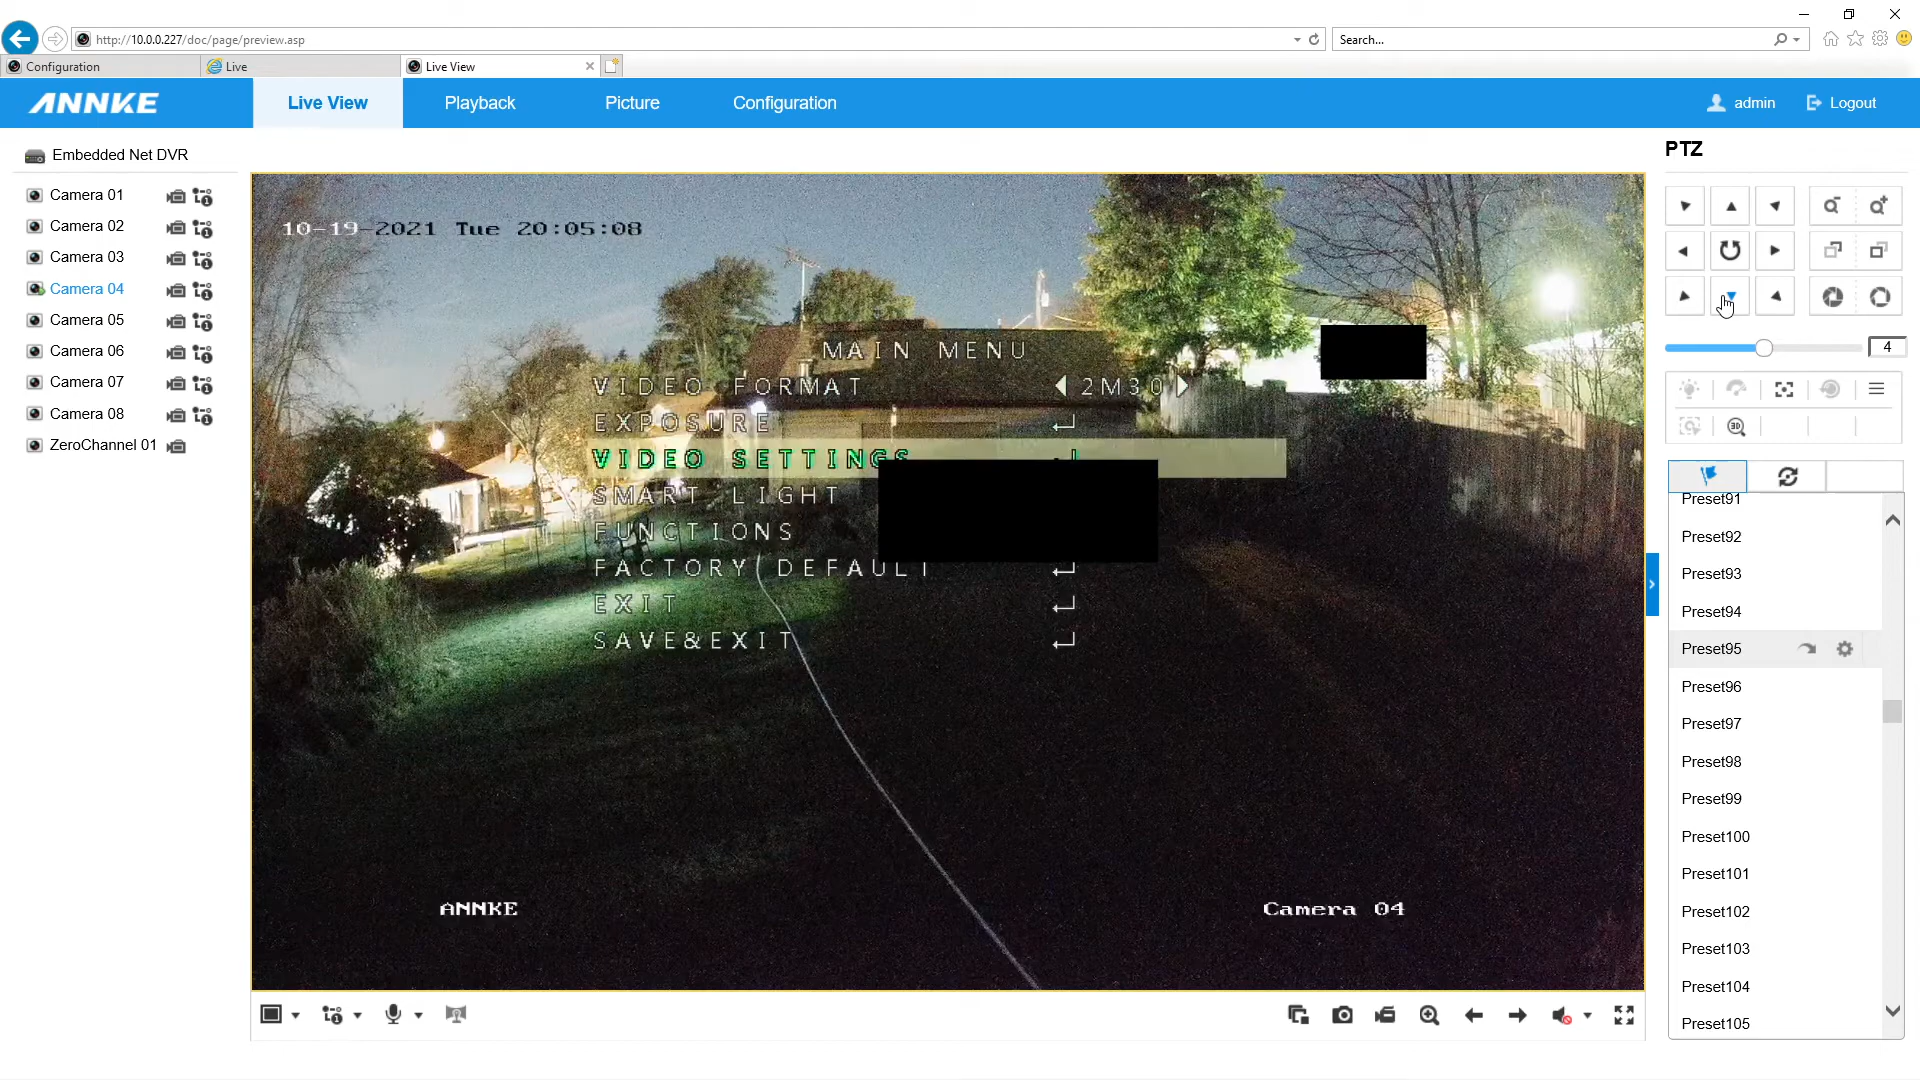 http://10.0.0.227/doc/page/preview.asp
Search...
Configuration
Live
Live View
ANNKE
Live View
Playback
Picture
Configuration
admin
Logout
Embedded Net DVR
Camera 01
Camera 02
Camera 03
Camera 04
Camera 05
Camera 06
Camera 07
Camera 08
ZeroChannel 01
10-19-2021 Tue 20:05:08
MAIN MENU
VIDEO FORMAT 2M30
EXPOSURE
VIDEO SETTINGS
SMART LIGHT
FUNCTIONS
FACTORY DEFAULT
EXIT
SAVE&EXIT
ANNKE
Camera 04
PTZ
4
3D
Preset91
Preset92
Preset93
Preset94
Preset95
Preset96
Preset97
Preset98
Preset99
Preset100
Preset101
Preset102
Preset103
Preset104
Preset105